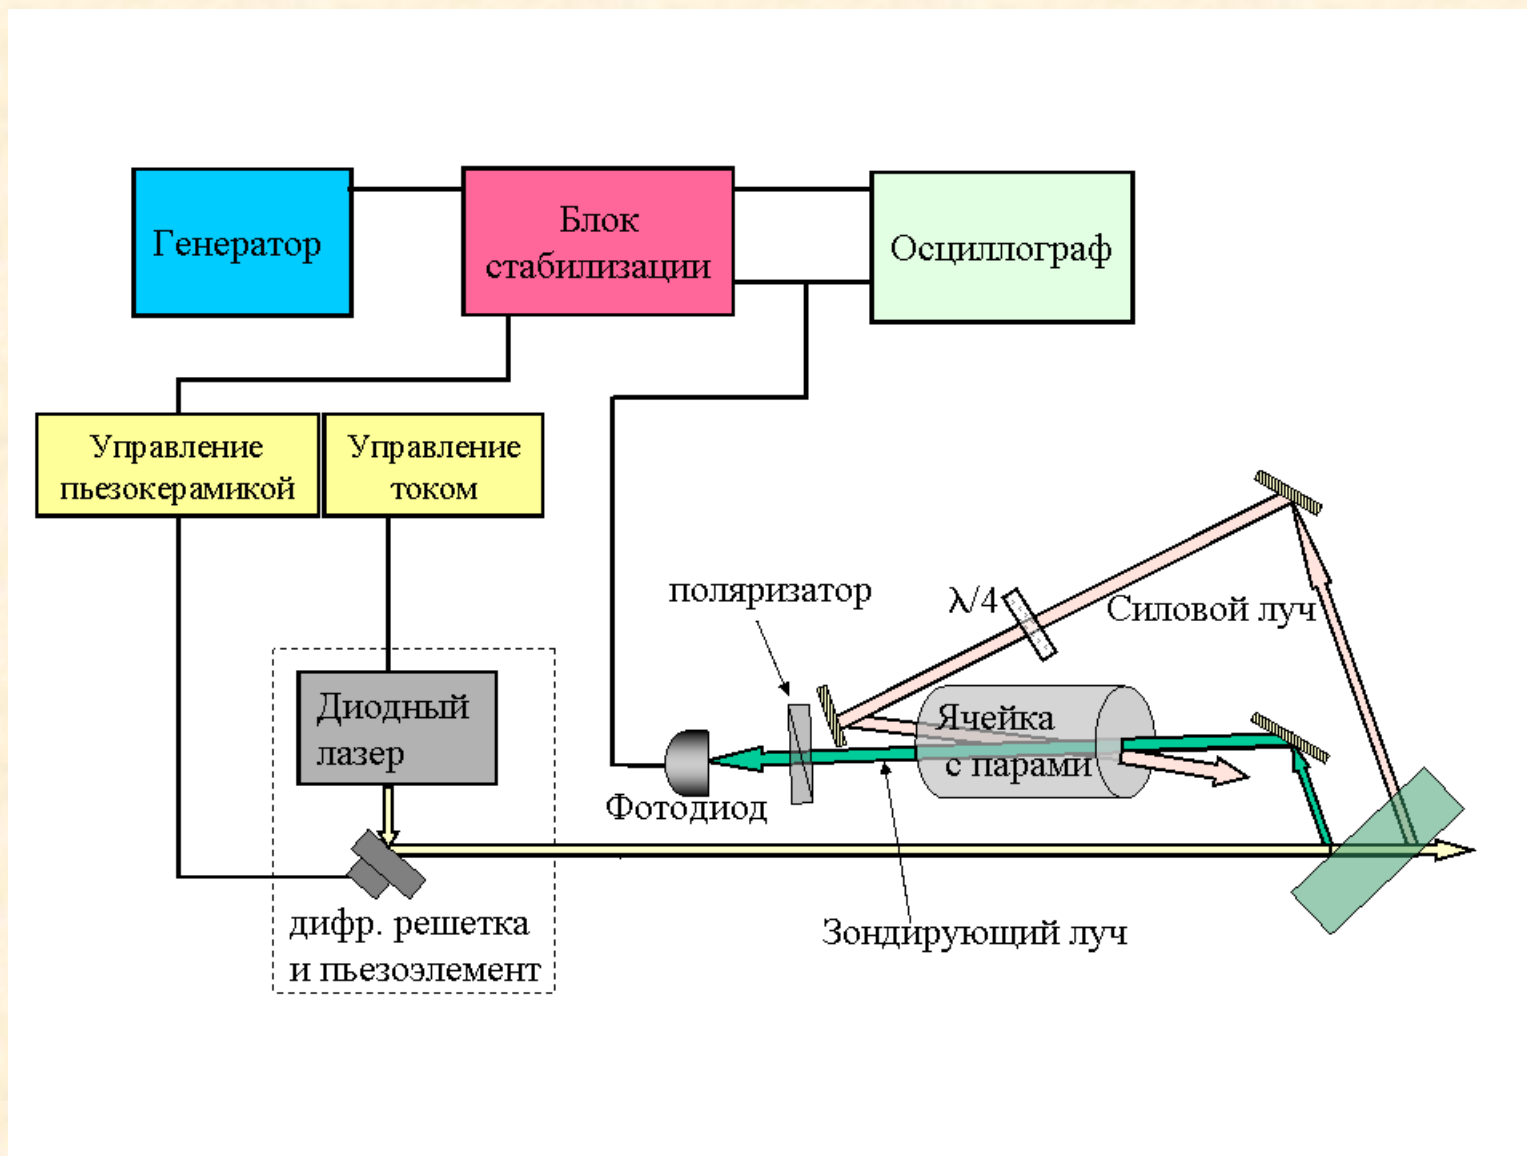 Генератор
Блок
стабилизации
Осциллограф
Управление
пьезокерамикой
Управление
током
поляризатор
λ/4
Силовой луч
Диодный
лазер
Ячейка
с парами
Фотодиод
Зондирующий луч
дифр. решетка
и пьезоэлемент